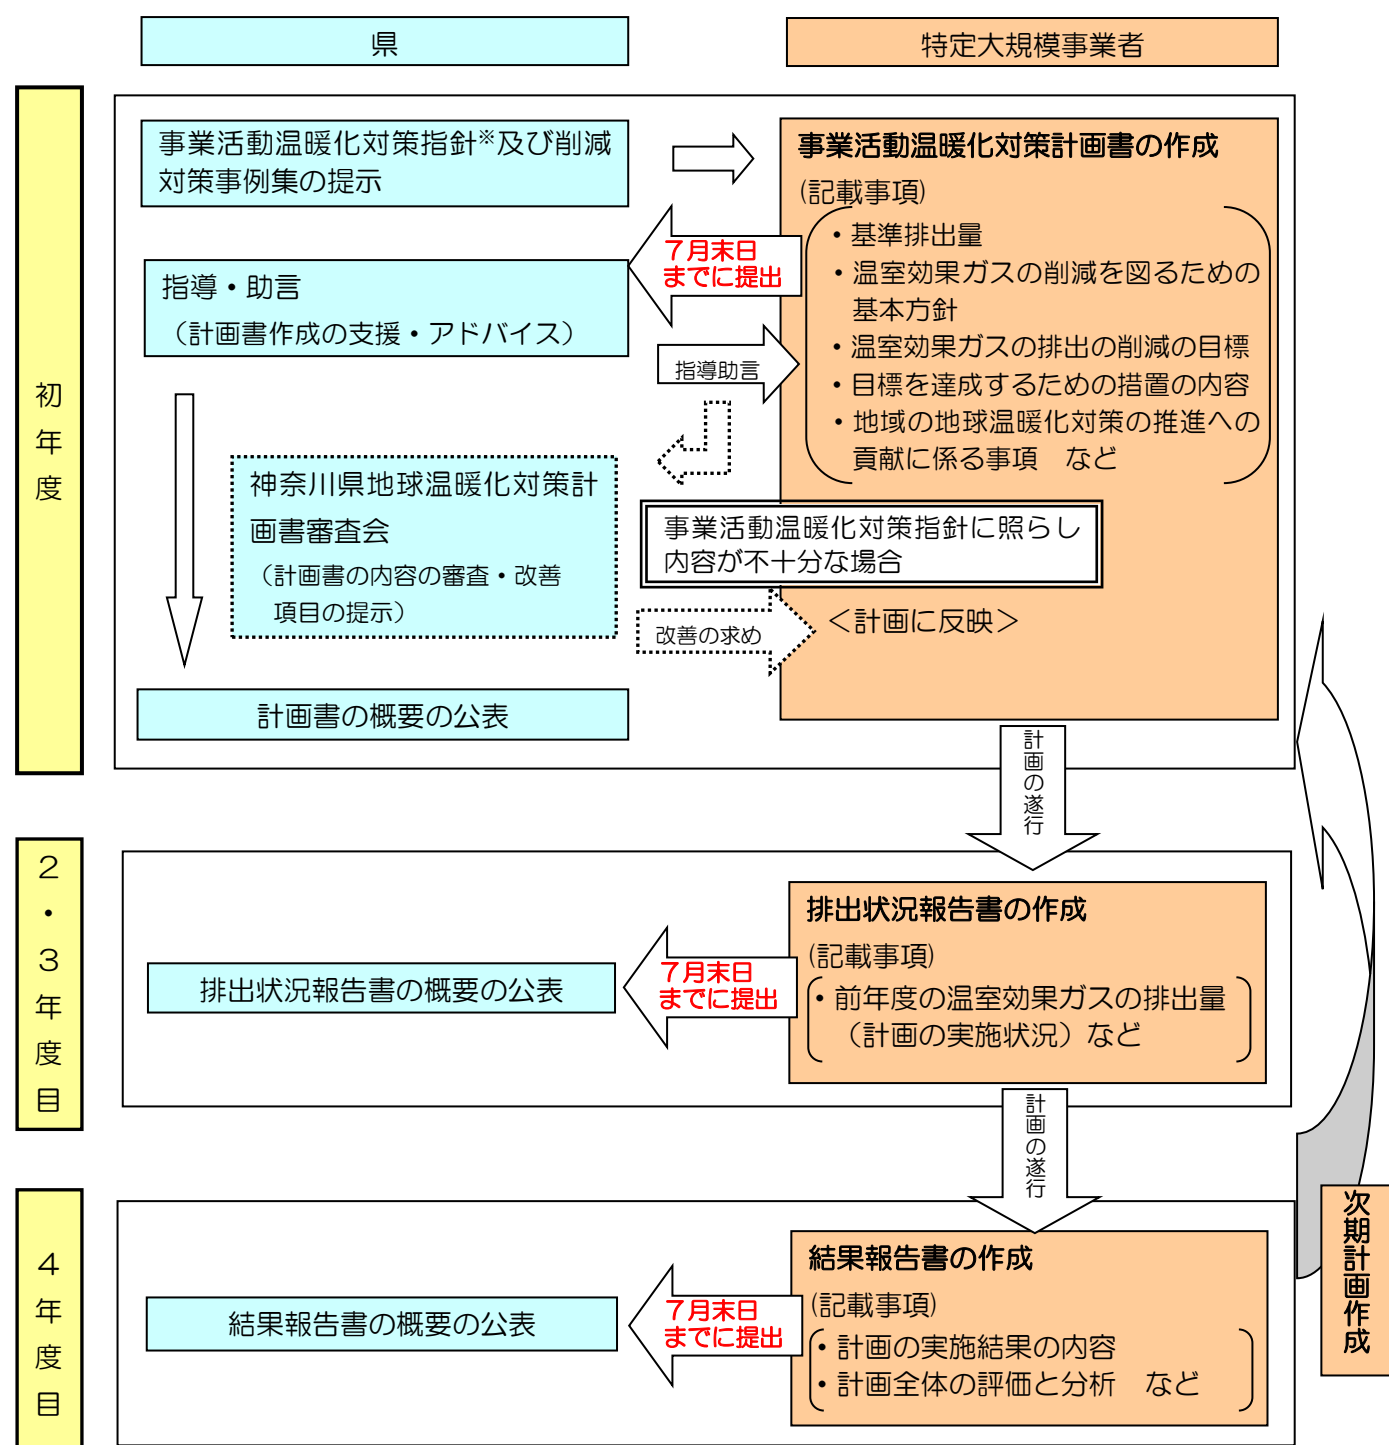 県
特定大規模事業者
初年度
事業活動温暖化対策指針※及び削減
対策事例集の提示
事業活動温暖化対策計画書の作成
(記載事項)
・基準排出量
・温室効果ガスの削減を図るための
基本方針
・温室効果ガスの排出の削減の目標
・目標を達成するための措置の内容
・地域の地球温暖化対策の推進への
貢献に係る事項　など
7月末日
までに提出
指導・助言
（計画書作成の支援・アドバイス）
指導助言
神奈川県地球温暖化対策計
画書審査会
（計画書の内容の審査・改善
項目の提示）
事業活動温暖化対策指針に照らし
内容が不十分な場合
改善の求め
＜計画に反映＞
計画書の概要の公表
計画の遂行
2・3年度目
排出状況報告書の作成
(記載事項)
・前年度の温室効果ガスの排出量
（計画の実施状況）など
7月末日
までに提出
排出状況報告書の概要の公表
計画の遂行
4年度目
結果報告書の作成
(記載事項)
・計画の実施結果の内容
・計画全体の評価と分析　など
7月末日
までに提出
結果報告書の概要の公表
次期計画作成